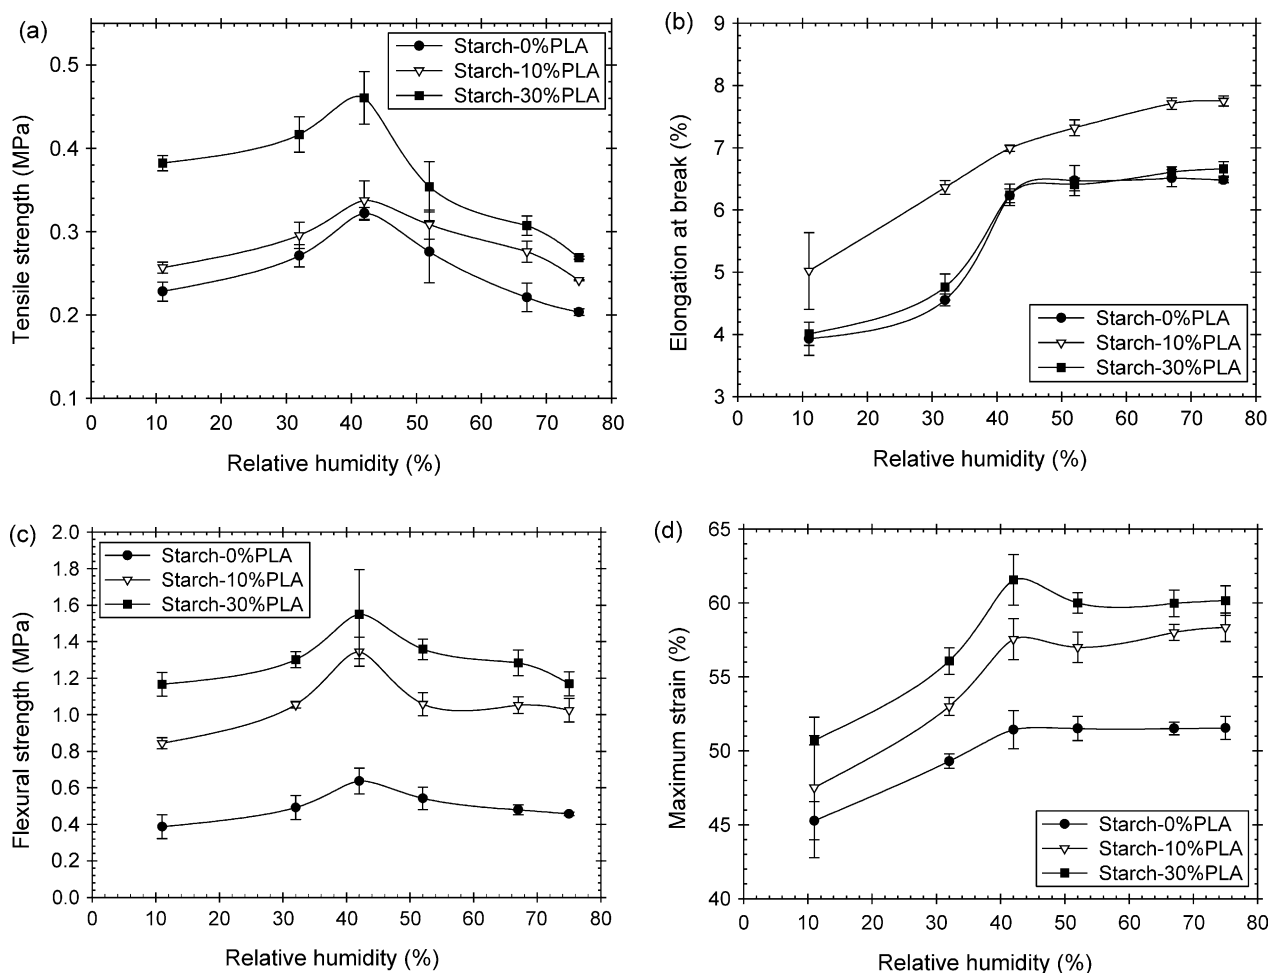 (a)
Tensile strength (MPa)
0.5
0.4
0.3
0.2
0.1
Starch-0%PLA
Starch-10%PLA
Starch-30%PLA
0 10 20 30 40 50 60 70 80
Relative humidity (%)
(b)
Elongation at break (%)
9
8
7
6
5
4
3
Starch-0%PLA
Starch-10%PLA
Starch-30%PLA
0 10 20 30 40 50 60 70 80
Relative humidity (%)
(c)
Flexural strength (MPa)
2.0
1.8
1.6
1.4
1.2
1.0
0.8
0.6
0.4
0.2
0.0
Starch-0%PLA
Starch-10%PLA
Starch-30%PLA
0 10 20 30 40 50 60 70 80
Relative humidity (%)
(d)
Maximum strain (%)
65
60
55
50
45
40
Starch-0%PLA
Starch-10%PLA
Starch-30%PLA
0 10 20 30 40 50 60 70 80
Relative humidity (%)